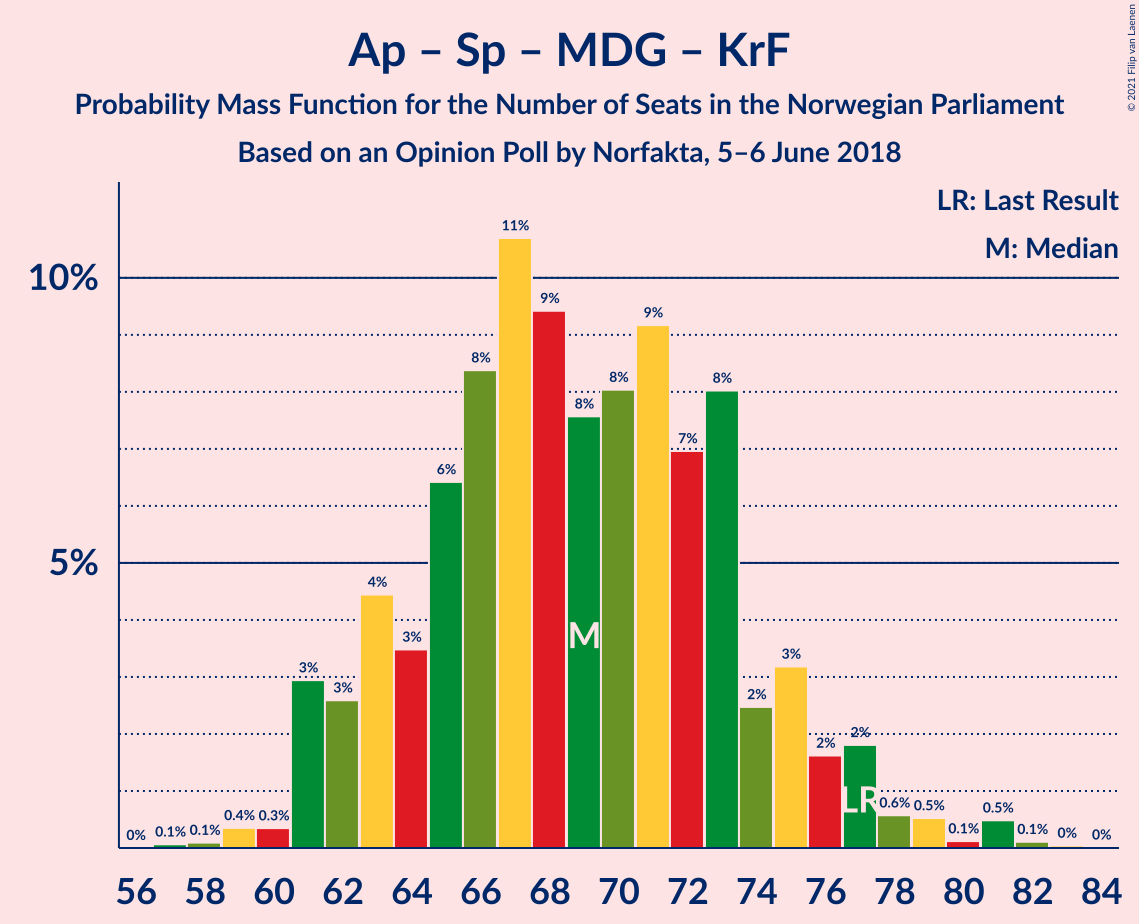 Ap – Sp – MDG – KrF
Probability Mass Function for the Number of Seats in the Norwegian Parliament
Based on an Opinion Poll by Norfakta, 5–6 June 2018
© 2021 Filip van Laenen
LR: Last Result
M: Median
10%
5%
0% 0.1% 0.1% 0.4% 0.3% 3% 3% 4% 3% 6% 8% 11% 9% 8% 8% 9% 7% 8% 2% 3% 2% 2% 0.6% 0.5% 0.1% 0.5% 0.1% 0% 0%
M
LR
56 58 60 62 64 66 68 70 72 74 76 78 80 82 84